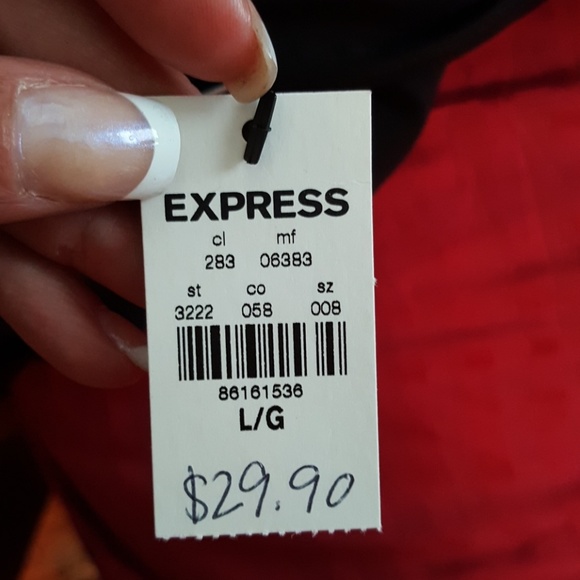 EXPRESS
cl mf
283 06383
st co sz
3222 058 008
86161536
L/G
$29.90